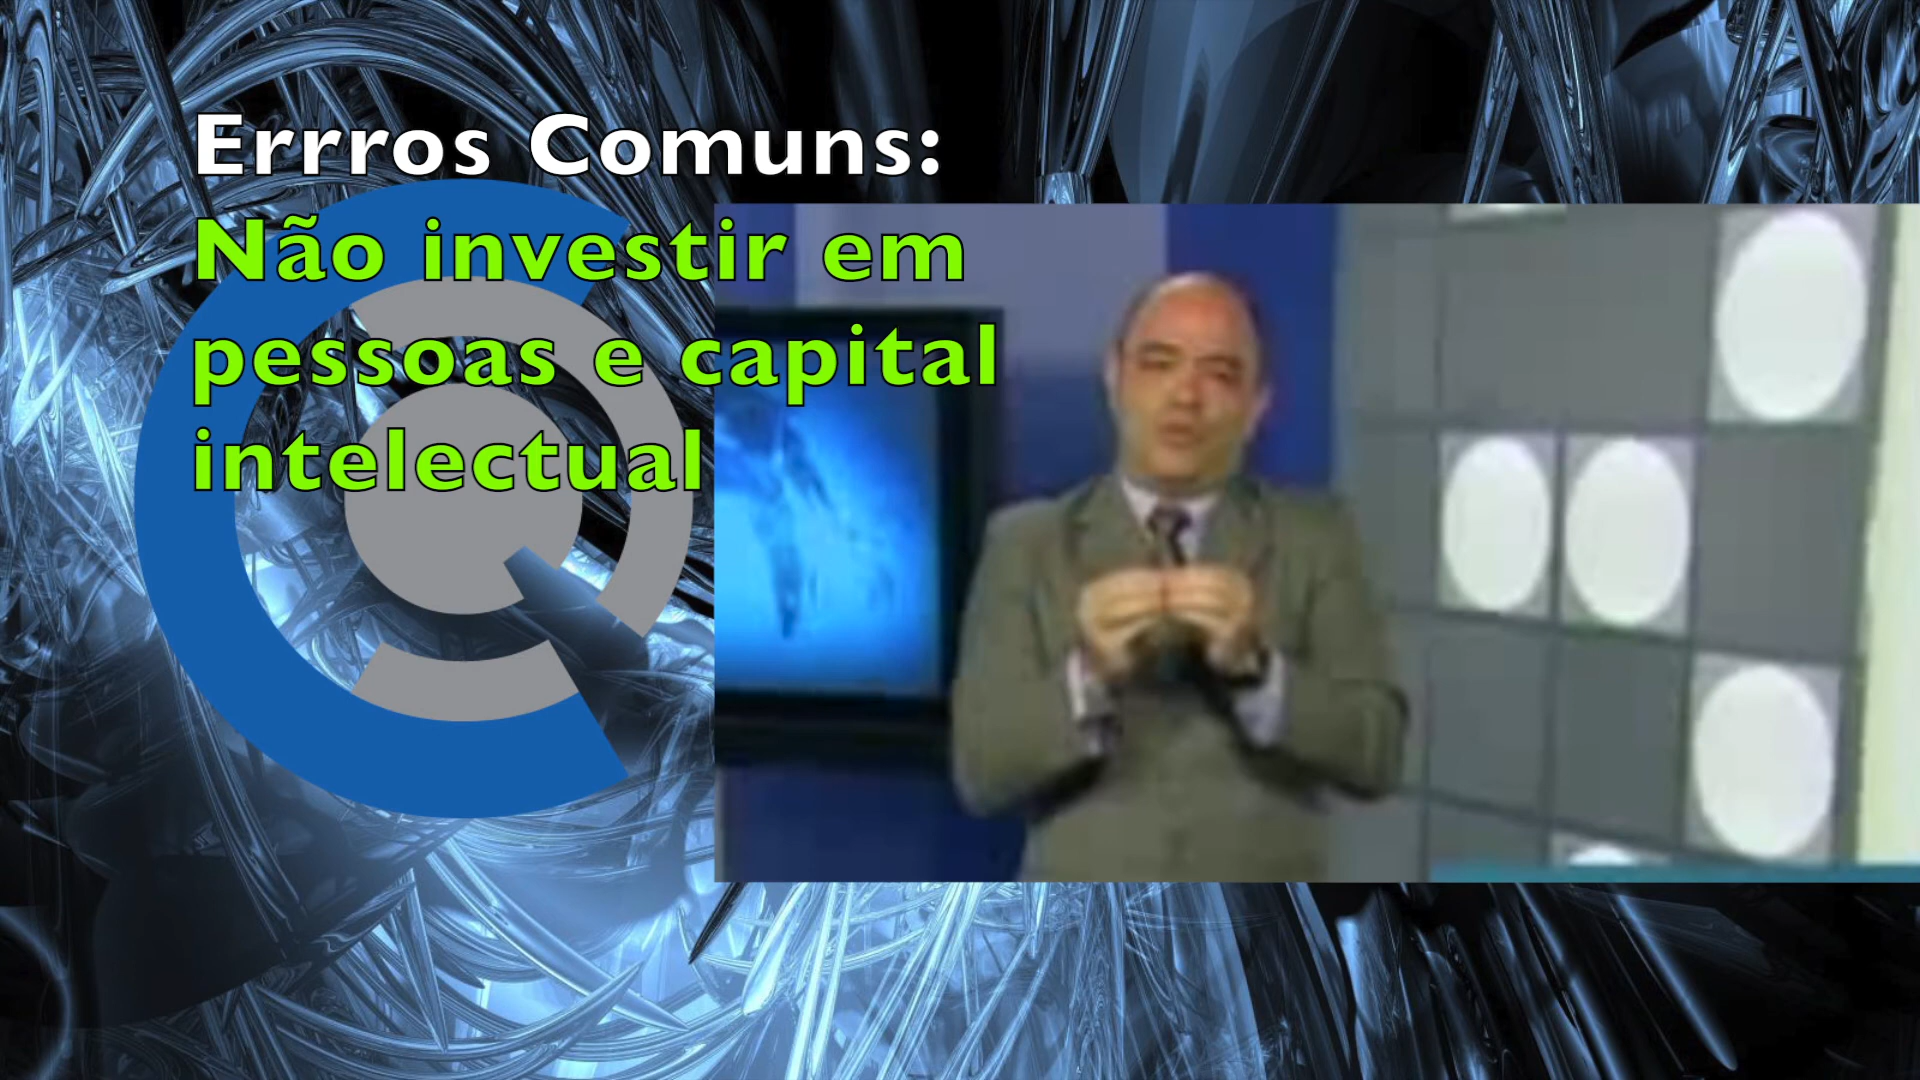 Errros Comuns:
Não investir em
pessoas e capital
intelectual